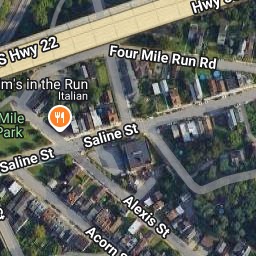 Hwy
S Hwy 22
Four Mile Run Rd
m's in the Run
Italian
Mile
Park
Saline St
Saline St
Alexis St
Acorn